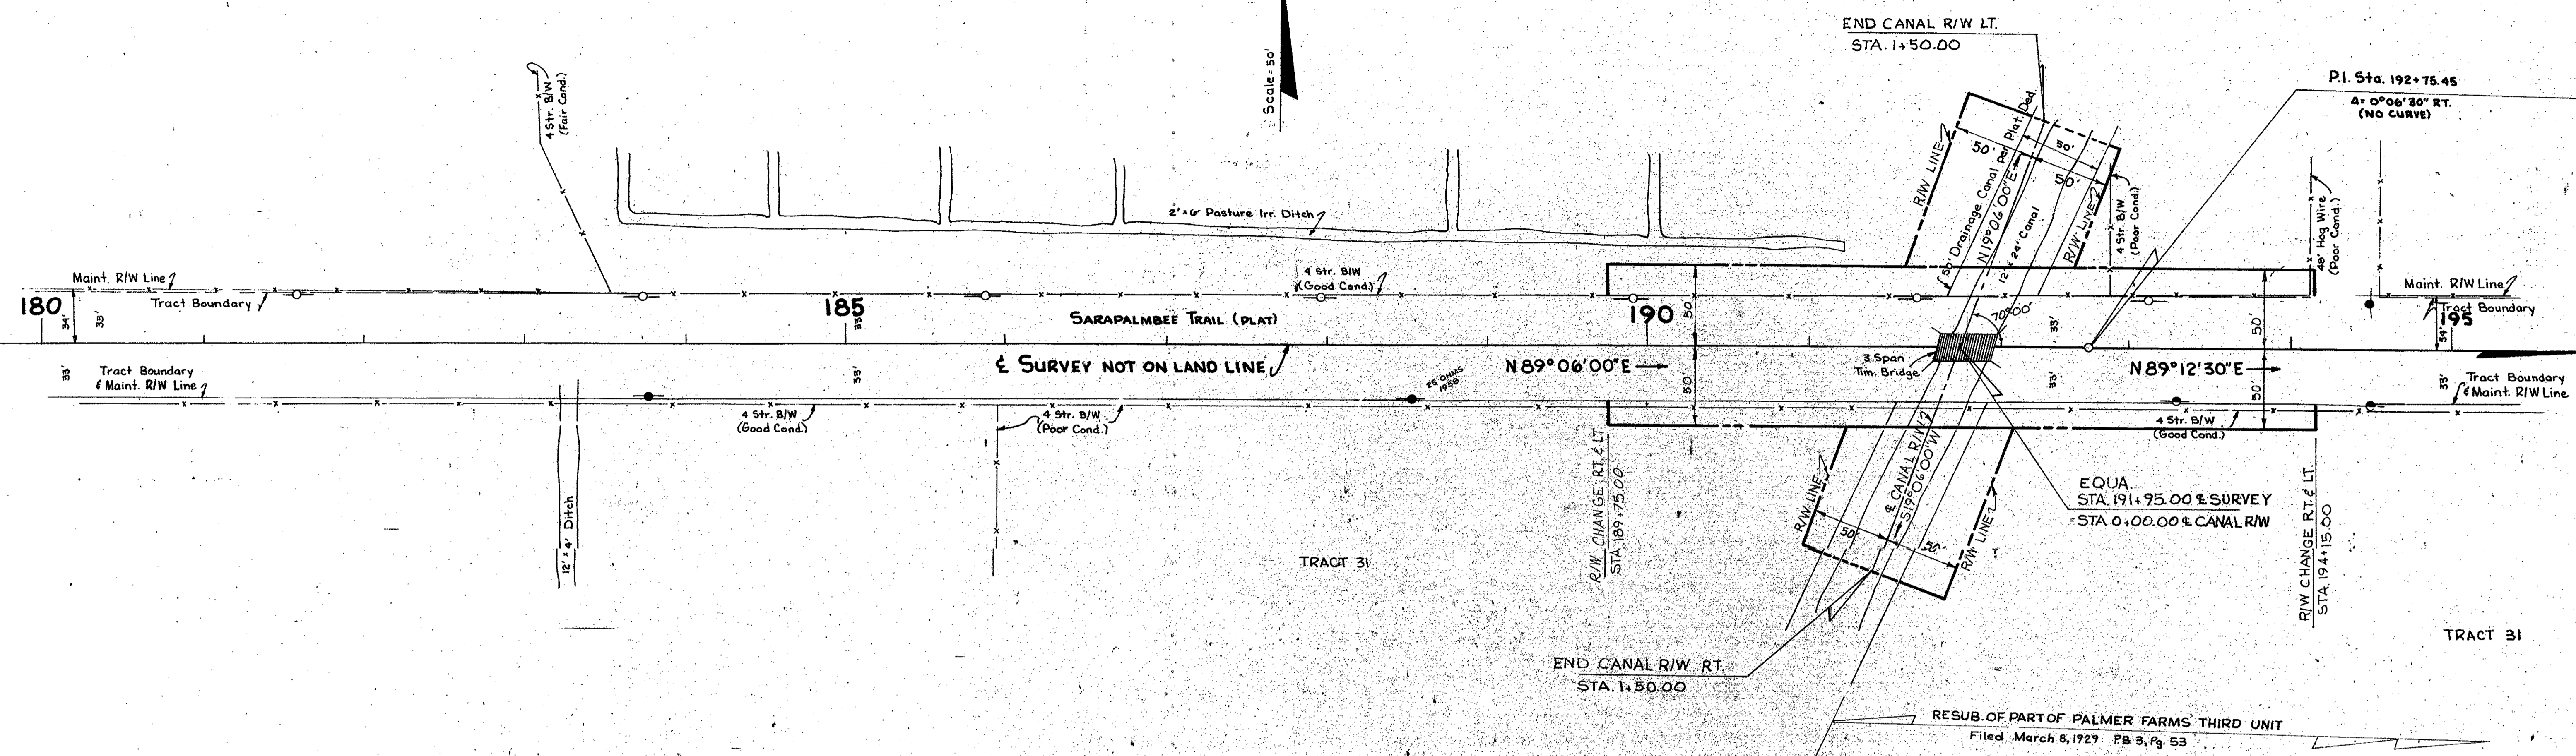 END CANAL R/W LT.
STA. 1+50.00
P.I. Sta. 192+75.45
Δ= 0°06'30" RT.
(NO CURVE)
Scale = 50'
4 Str. B/W
(Fair Cond.)
2'x6' Pasture Irr. Ditch
R/W LINE
50'
50' Drainage Canal per Plat Ded.
N19°06'00"E
12' x 24' Canal
50'
50'
R/W LINE
4 Str. B/W
(Poor Cond.)
48" Hog Wire
(Poor Cond.)
Maint. R/W Line
Tract Boundary
4 Str. B/W
(Good Cond.)
Maint. R/W Line
Tract Boundary
180
34'
33'
185
33'
SARAPALMBEE TRAIL (PLAT)
190
50'
70°00'
33'
50'
34'
195
℄ SURVEY NOT ON LAND LINE
N89°06'00"E
3 Span
Tim. Bridge
N89°12'30"E
33'
Tract Boundary
& Maint. R/W Line
33'
25 OHMS
1958
50'
33'
50'
33'
Tract Boundary
& Maint. R/W Line
4 Str. B/W
(Good Cond.)
4 Str. B/W
(Poor Cond.)
4 Str. B/W
(Good Cond.)
12' x 4' Ditch
R/W CHANGE RT. & LT.
STA. 189+75.00
R/W LINE
℄ CANAL R/W
S19°06'00"W
50'
50'
R/W LINE
EQUA.
STA. 191+95.00 ℄ SURVEY
=STA. 0+00.00 ℄ CANAL R/W
R/W CHANGE RT. & LT.
STA. 194+15.00
TRACT 31
TRACT 31
END CANAL R/W RT.
STA. 1+50.00
RESUB. OF PART OF PALMER FARMS THIRD UNIT
Filed March 8, 1929 PB 3, Pg. 53